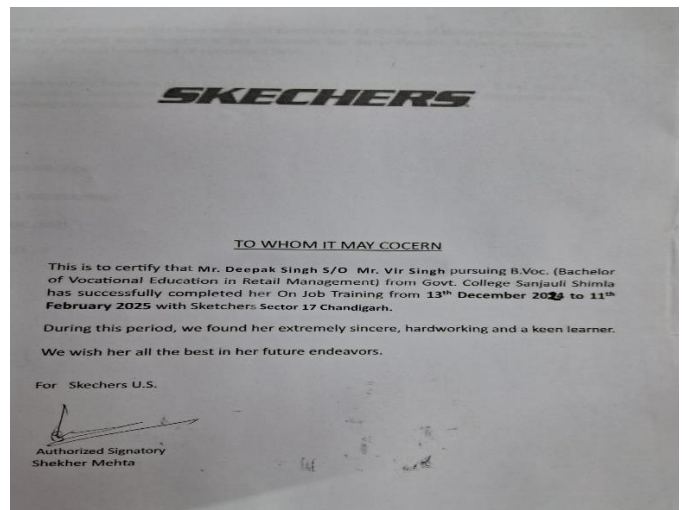 SKECHERS
TO WHOM IT MAY COCERN
This is to certify that Mr. Deepak Singh S/O Mr. Vir Singh pursuing B.Voc. (Bachelor
of Vocational Education in Retail Management) from Govt. College Sanjauli Shimla
has successfully completed her On Job Training from 13th December 2024 to 11th
February 2025 with Sketchers Sector 17 Chandigarh.
During this period, we found her extremely sincere, hardworking and a keen learner.
We wish her all the best in her future endeavors.
For Skechers U.S.
Authorized Signatory
Shekher Mehta